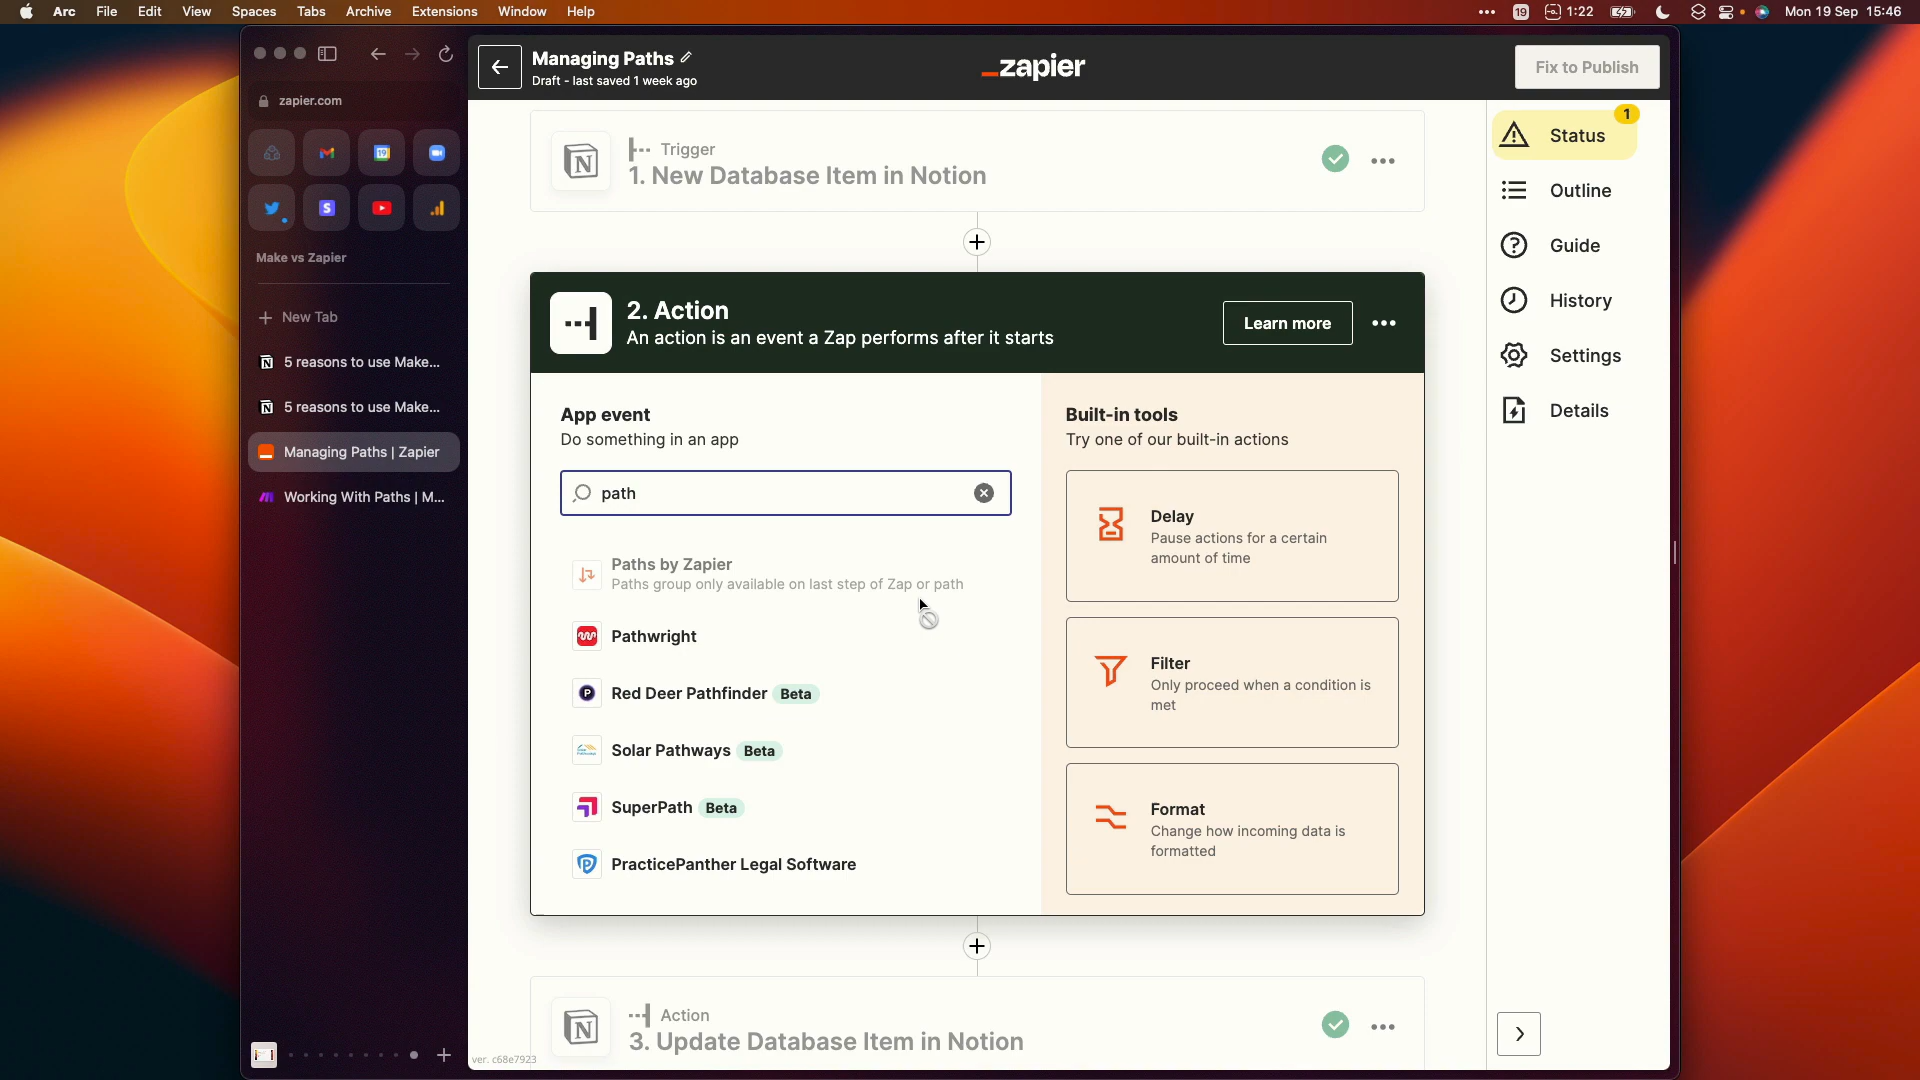 Arc File Edit View Spaces Tabs Archive Extensions Window Help
19 1:22 Mon 19 Sep 15:46
zapier.com
19
Make vs Zapier
New Tab
5 reasons to use Make...
5 reasons to use Make...
Managing Paths | Zapier
Working With Paths | M...
Managing Paths
Draft - last saved 1 week ago
_zapier
Fix to Publish
Trigger
1. New Database Item in Notion
2. Action
An action is an event a Zap performs after it starts
Learn more
App event
Do something in an app
path
Paths by Zapier
Paths group only available on last step of Zap or path
Pathwright
Red Deer Pathfinder Beta
Solar Pathways Beta
SuperPath Beta
PracticePanther Legal Software
Built-in tools
Try one of our built-in actions
Delay
Pause actions for a certain
amount of time
Filter
Only proceed when a condition is
met
Format
Change how incoming data is
formatted
Action
3. Update Database Item in Notion
ver. c68e7923
1
Status
Outline
Guide
History
Settings
Details